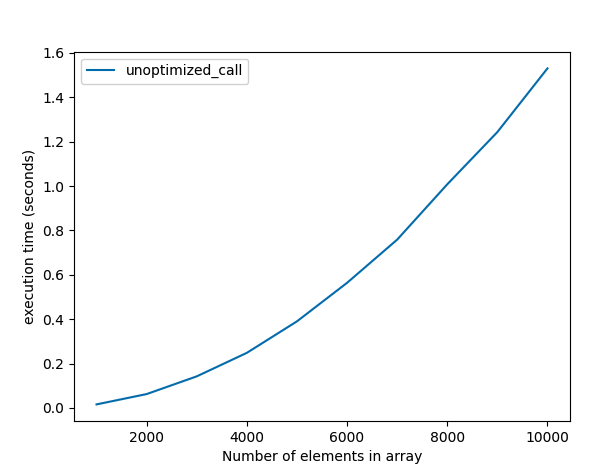 1.6
unoptimized_call
1.4
1.2
1.0
0.8
0.6
0.4
0.2
0.0
execution time (seconds)
2000 4000 6000 8000 10000
Number of elements in array